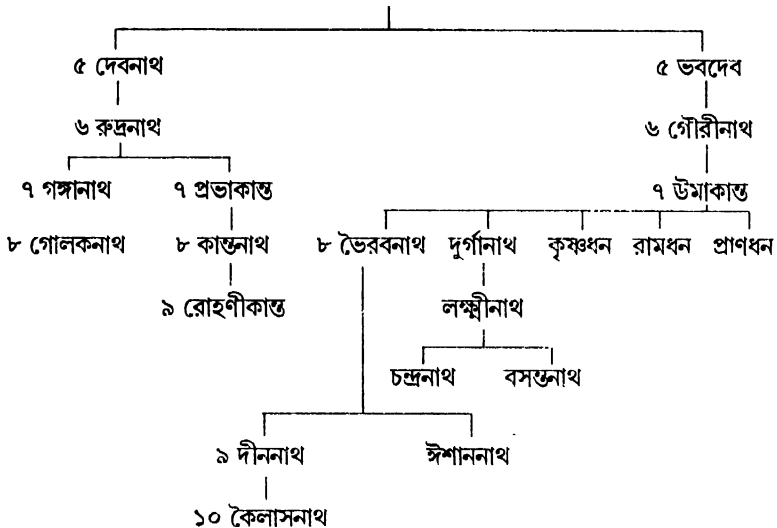 ৫ দেবনাথ ৫ ভবদেব
৬ রুদ্রনাথ ৬ গৌরীনাথ
৭ গঙ্গানাথ ৭ প্রভাকান্ত ৭ উমাকান্ত
৮ গোলকনাথ ৮ কান্তনাথ ৮ ভৈরবনাথ দুর্গানাথ কৃষ্ণধন রামধন প্রাণধন
৯ রোহণীকান্ত লক্ষ্মীনাথ
চন্দ্রনাথ বসন্তনাথ
৯ দীননাথ ঈশাননাথ
১০ কৈলাসনাথ